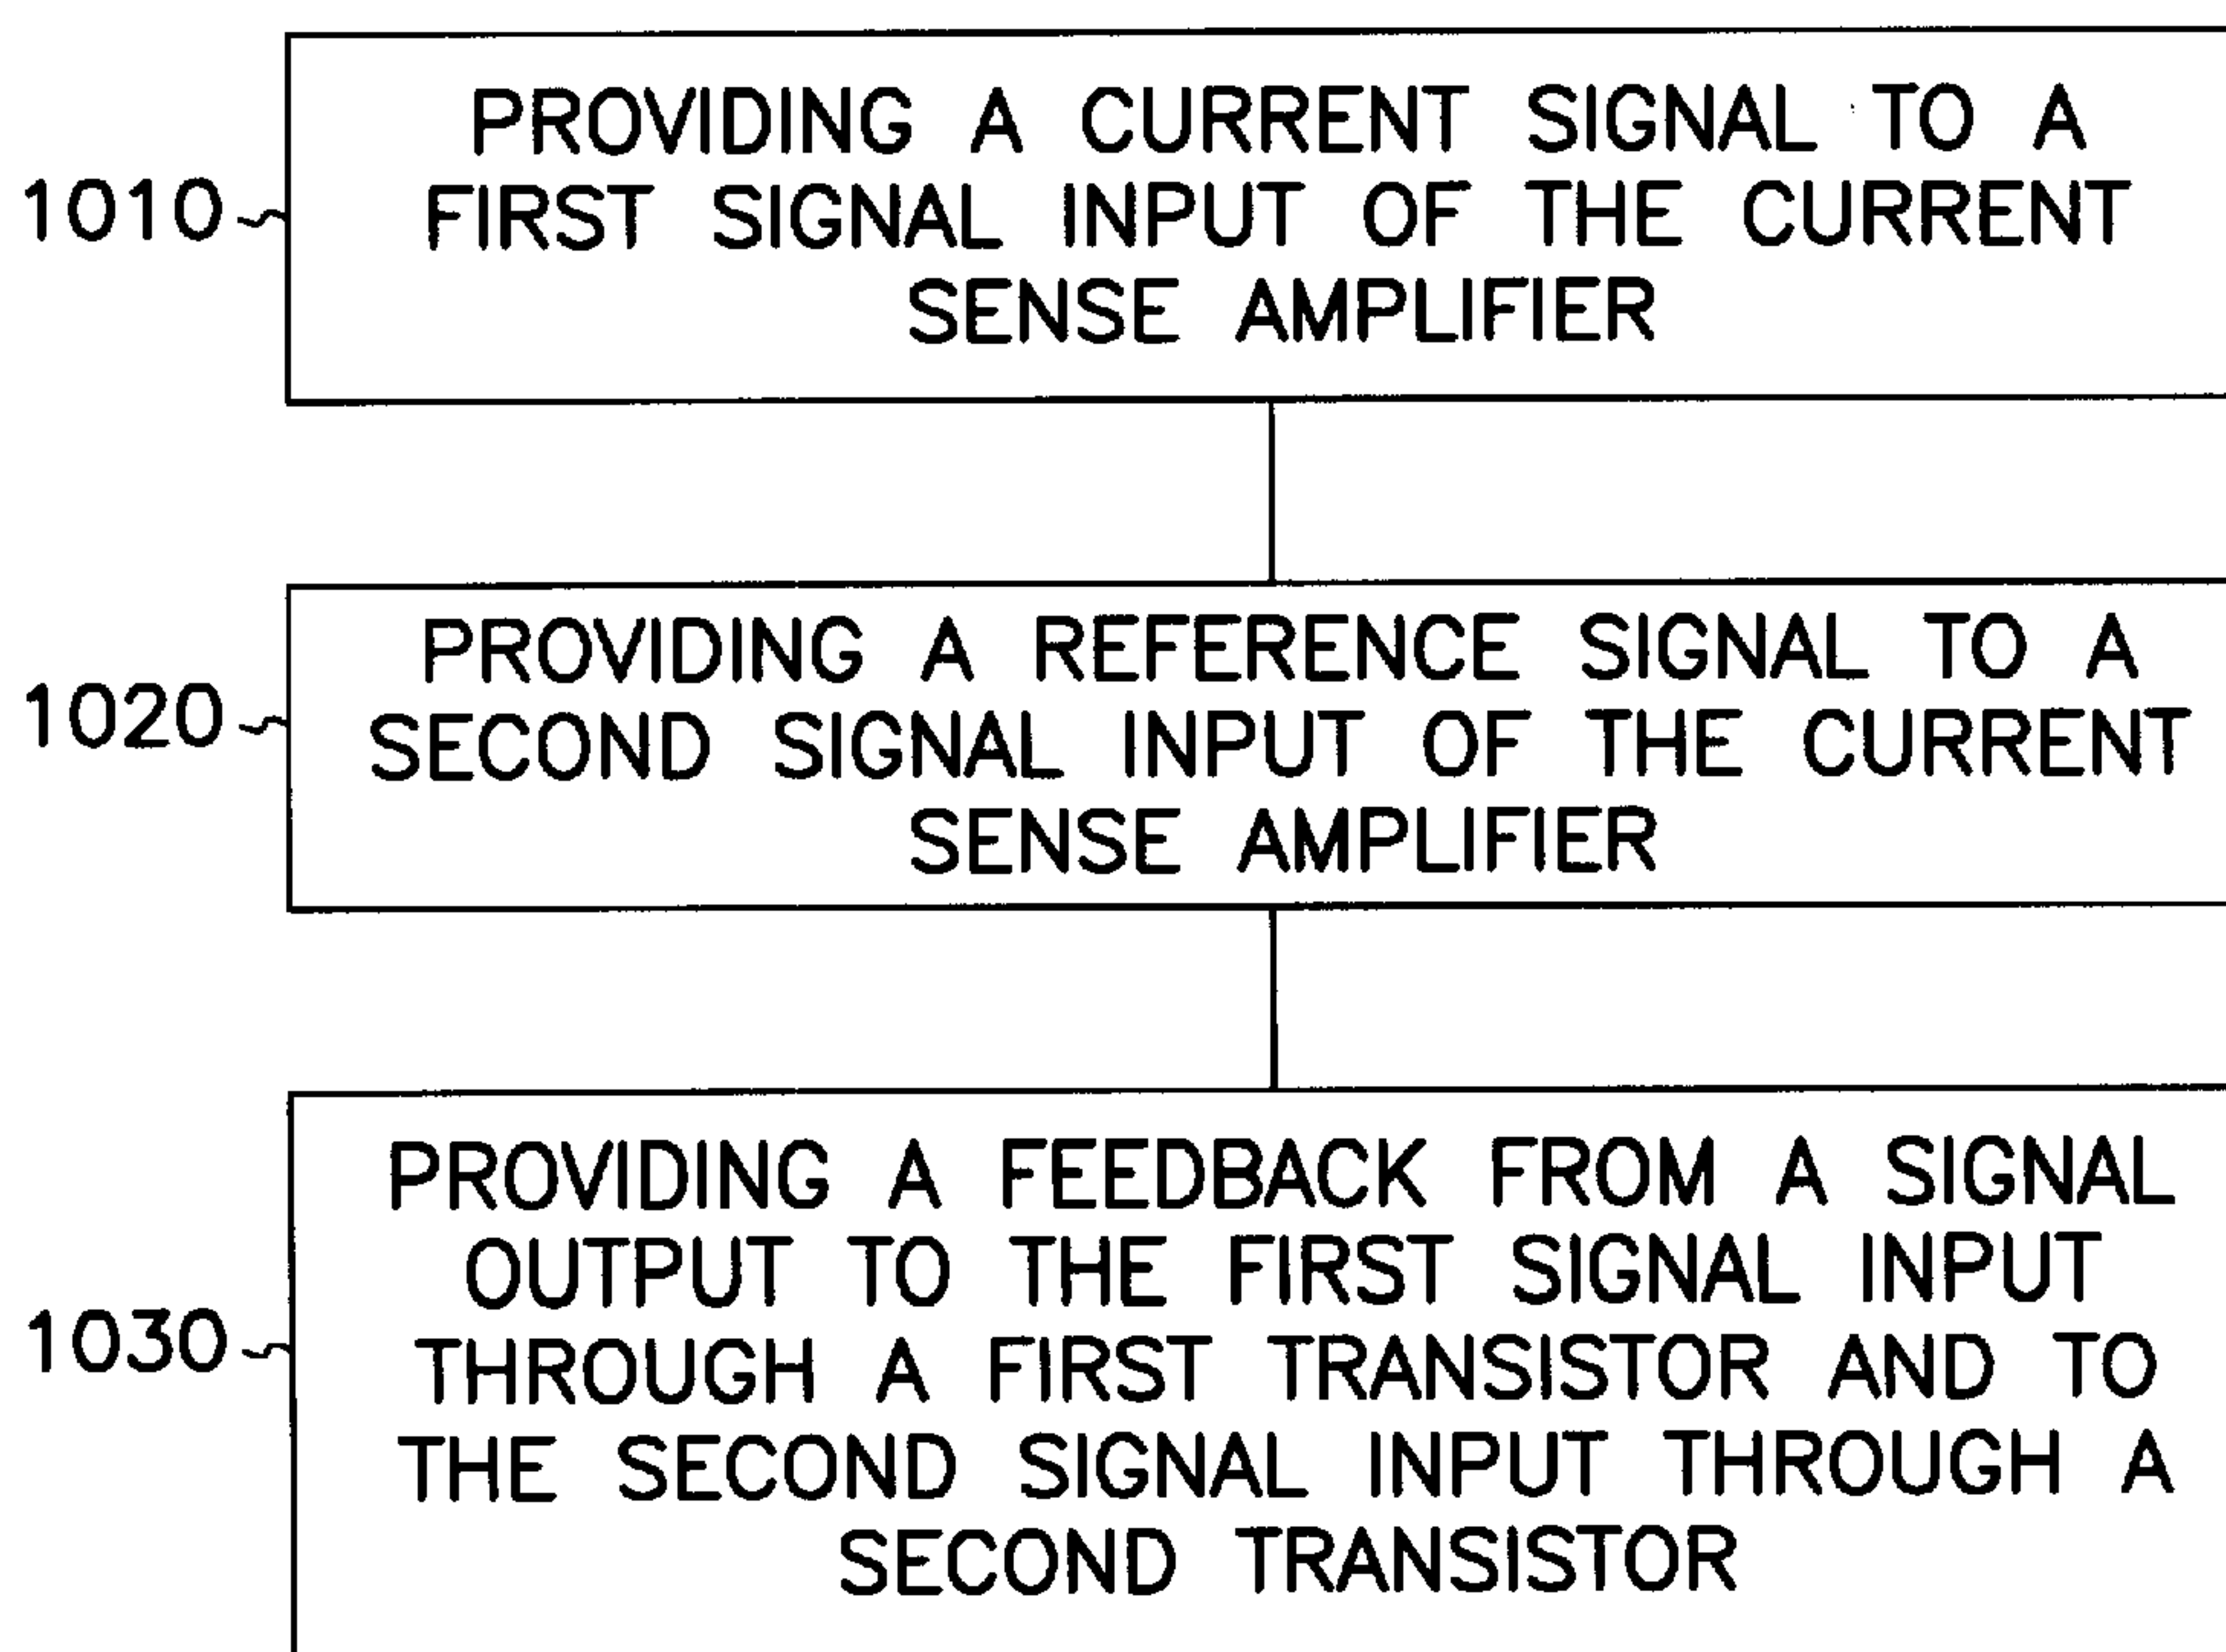 PROVIDING A CURRENT SIGNAL TO A
1010
FIRST SIGNAL INPUT OF THE CURRENT
SENSE AMPLIFIER
PROVIDING A REFERENCE SIGNAL TO A
1020
SECOND SIGNAL INPUT OF THE CURRENT
SENSE AMPLIFIER
PROVIDING A FEEDBACK FROM A SIGNAL
OUTPUT TO THE FIRST SIGNAL INPUT
1030
THROUGH A FIRST TRANSISTOR AND TO
THE SECOND SIGNAL INPUT THROUGH A
SECOND TRANSISTOR